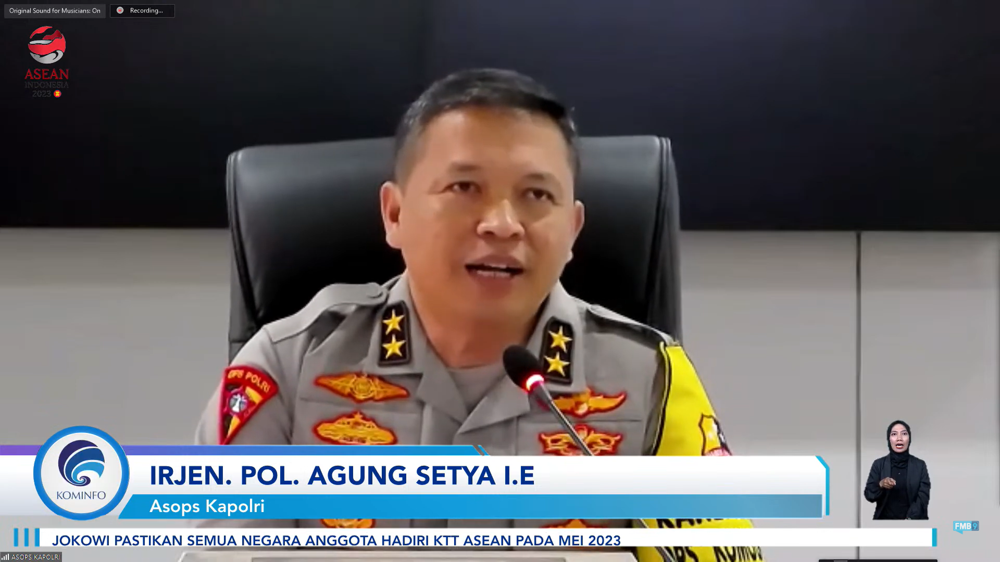 Original Sound for Musicians: On
Recording...
ASEAN
INDONESIA
2023
OPS POLRI
KOMINFO
IRJEN. POL. AGUNG SETYA I.E
Asops Kapolri
JOKOWI PASTIKAN SEMUA NEGARA ANGGOTA HADIRI KTT ASEAN PADA MEI 2023
FMB9
ASOPS KAPOLRI